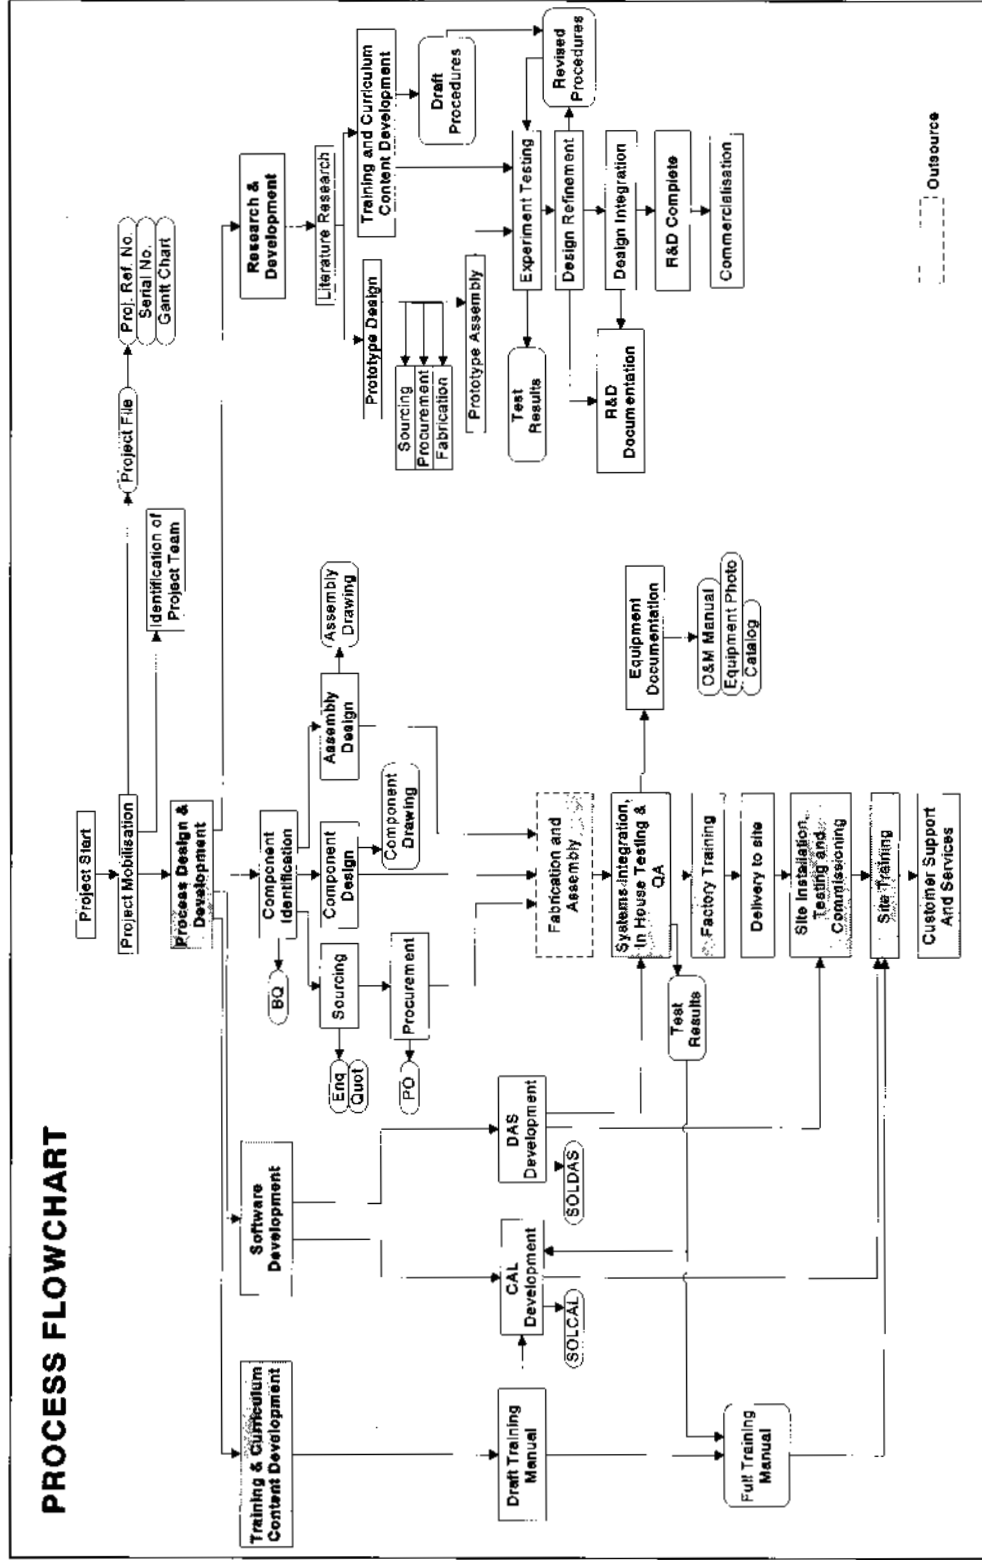 PROCESS FLOWCHART
Project Start
Project Mobilisation
Project File
Proj. Ref. No.
Serial No.
Gantt Chart
Identification of
Project Team
Process Design &
Development
Training & Curriculum
Content Development
Software
Development
Component
Identification
BQ
Research &
Development
Sourcing
Enq
Quot
Component
Design
Assembly
Design
Assembly
Drawing
Procurement
PO
Component
Drawing
Literature Research
Prototype Design
Training and Curriculum
Content Development
Sourcing
Procurement
Fabrication
Draft
Procedures
Prototype Assembly
Draft Training
Manual
CAL
Development
SOLCAL
DAS
Development
SOLDAS
Fabrication and
Assembly
Experiment Testing
Test
Results
Revised
Procedures
Design Refinement
Design Integration
R&D
Documentation
R&D Complete
Commercialisation
Systems Integration,
In House Testing &
QA
Equipment
Documentation
O&M Manual
Equipment Photo
Catalog
Test
Results
Factory Training
Delivery to site
Full Training
Manual
Site Installation,
Testing and
Commissioning
Site Training
Customer Support
And Services
Outsource